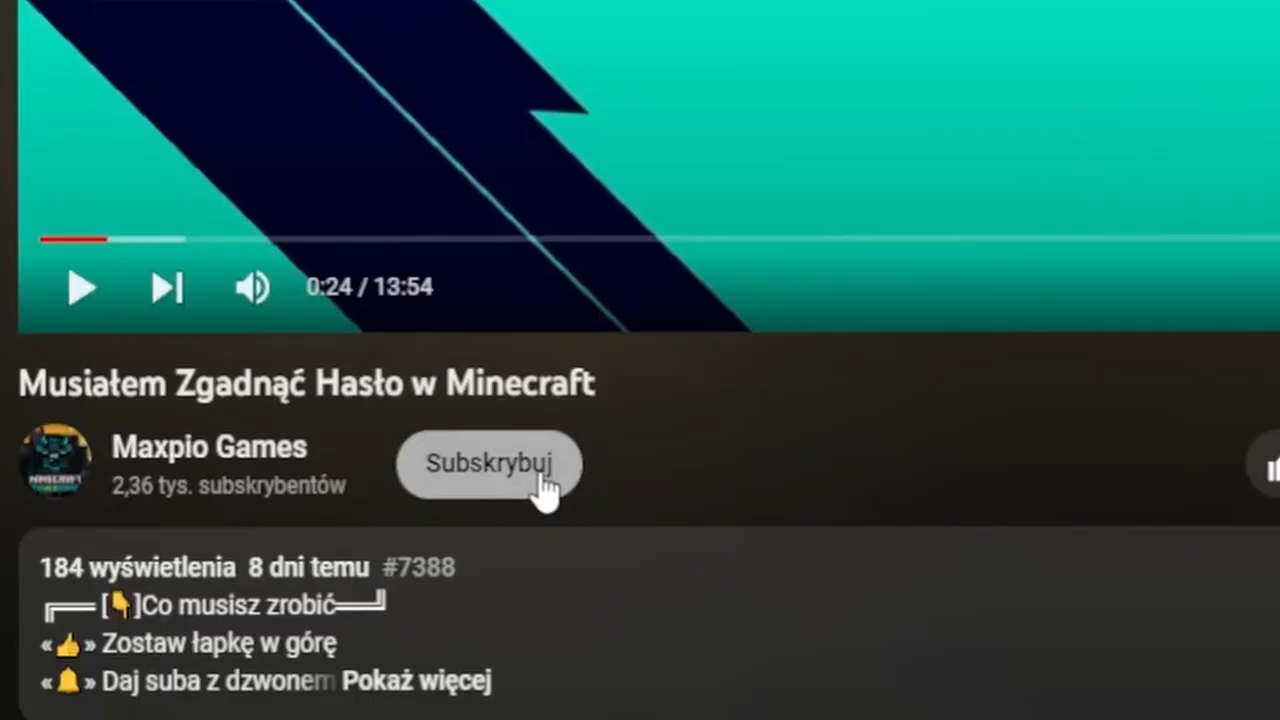 0:24 / 13:54
Musiałem Zgadnąć Hasło w Minecraft
Maxpio Games
Subskrybuj
2,36 tys. subskrybentów
184 wyświetlenia 8 dni temu #7388
╔══ [👇]Co musisz zrobić══╝
«👍» Zostaw łapkę w górę
«🔔» Daj suba z dzwonem Pokaż więcej